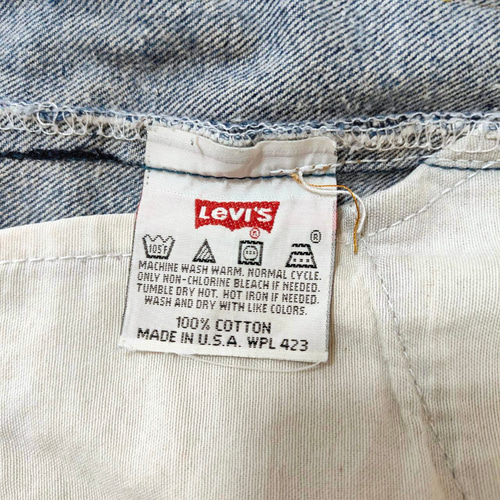 Levi's
®
®
105F
MACHINE WASH WARM. NORMAL CYCLE.
ONLY NON-CHLORINE BLEACH IF NEEDED.
TUMBLE DRY HOT. HOT IRON IF NEEDED.
WASH AND DRY WITH LIKE COLORS.
100% COTTON
MADE IN U.S.A. WPL 423